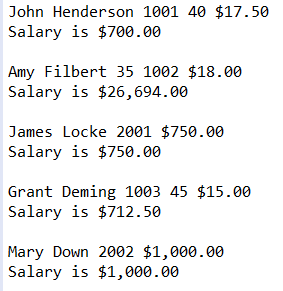 John Henderson 1001 40 $17.50
Salary is $700.00
Amy Filbert 35 1002 $18.00
Salary is $26,694.00
James Locke 2001 $750.00
Salary is $750.00
Grant Deming 1003 45 $15.00
Salary is $712.50
Mary Down 2002 $1,000.00
Salary is $1,000.00